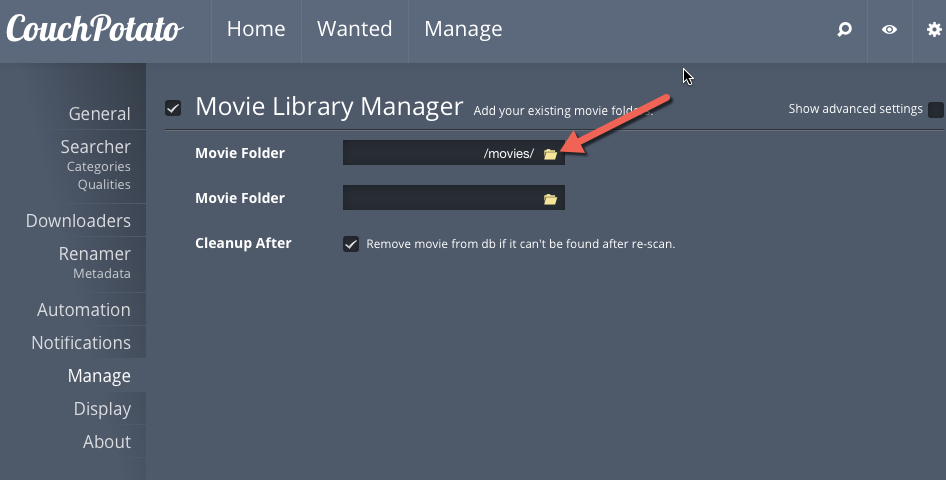 CouchPotato Home Wanted Manage
General
Searcher
Categories
Qualities
Downloaders
Renamer
Metadata
Automation
Notifications
Manage
Display
About
Movie Library Manager Add your existing movie folders. Show advanced settings
Movie Folder /movies/
Movie Folder
Cleanup After Remove movie from db if it can't be found after re-scan.